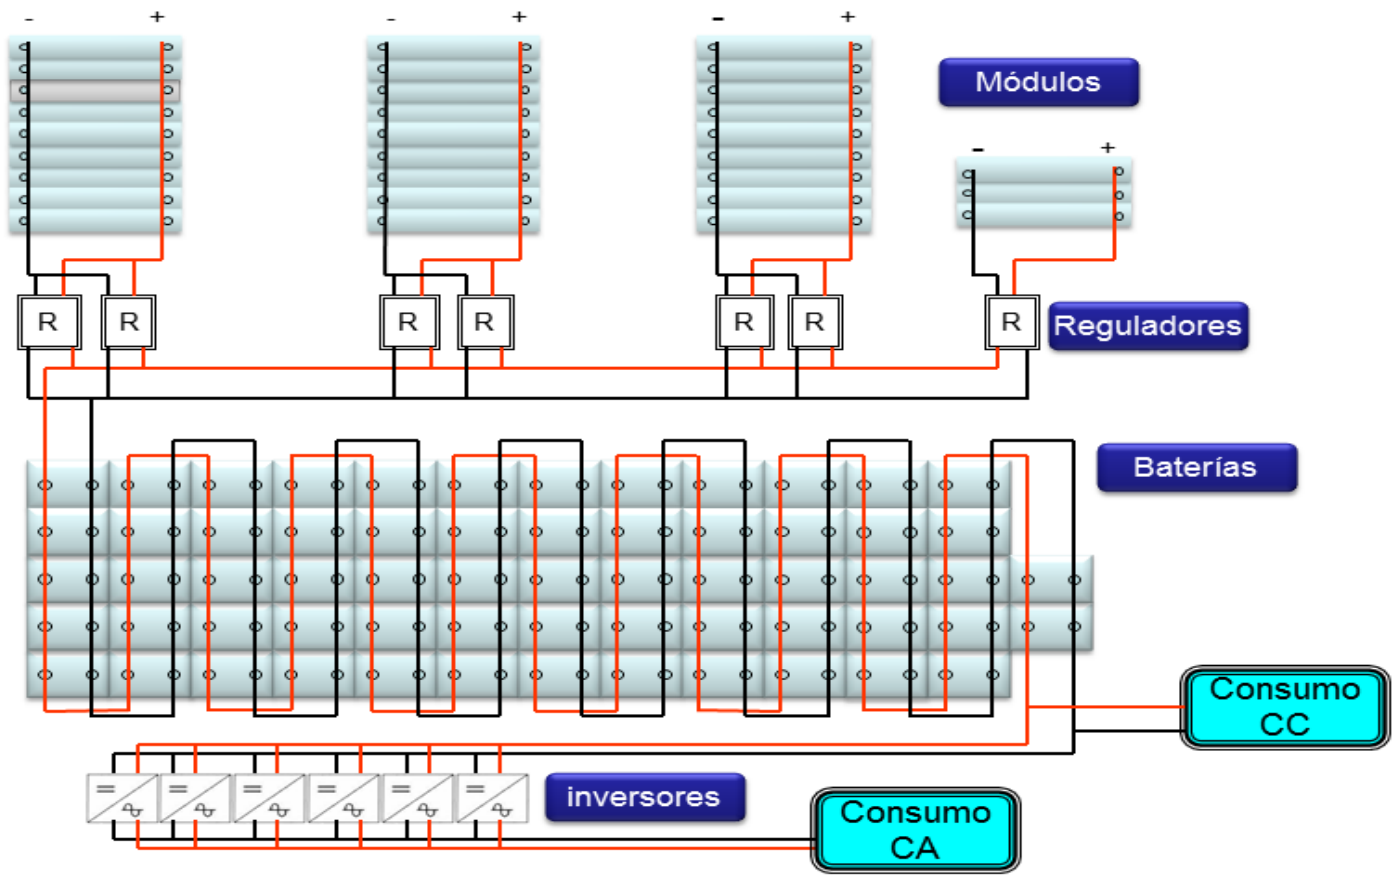 - + - + - +
Módulos
- +
R R R R R R R
Reguladores
Baterías
Consumo
CC
inversores
Consumo
CA